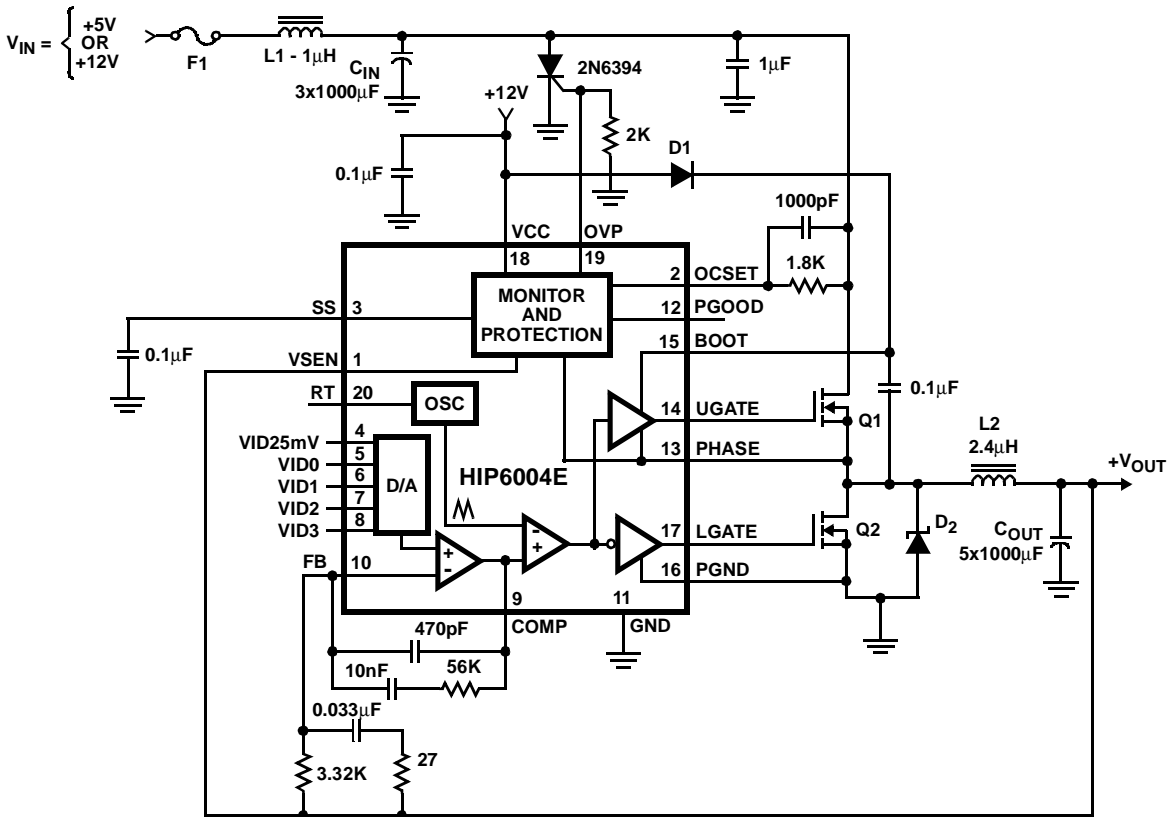 V_IN = { +5V
OR
+12V
F1
L1 - 1µH
C_IN
3x1000µF
2N6394
1µF
+12V
2K
0.1µF
D1
1000pF
VCC
OVP
18
19
2
OCSET
1.8K
MONITOR
AND
PROTECTION
SS
3
12
PGOOD
0.1µF
15
BOOT
VSEN
1
0.1µF
RT
20
OSC
14
UGATE
Q1
L2
2.4µH
VID25mV
4
13
PHASE
+V_OUT
VID0
5
VID1
6
D/A
HIP6004E
VID2
7
VID3
8
17
LGATE
Q2
D2
C_OUT
5x1000µF
+
-
-
+
FB
10
16
PGND
9
11
COMP
GND
470pF
10nF
56K
0.033µF
3.32K
27